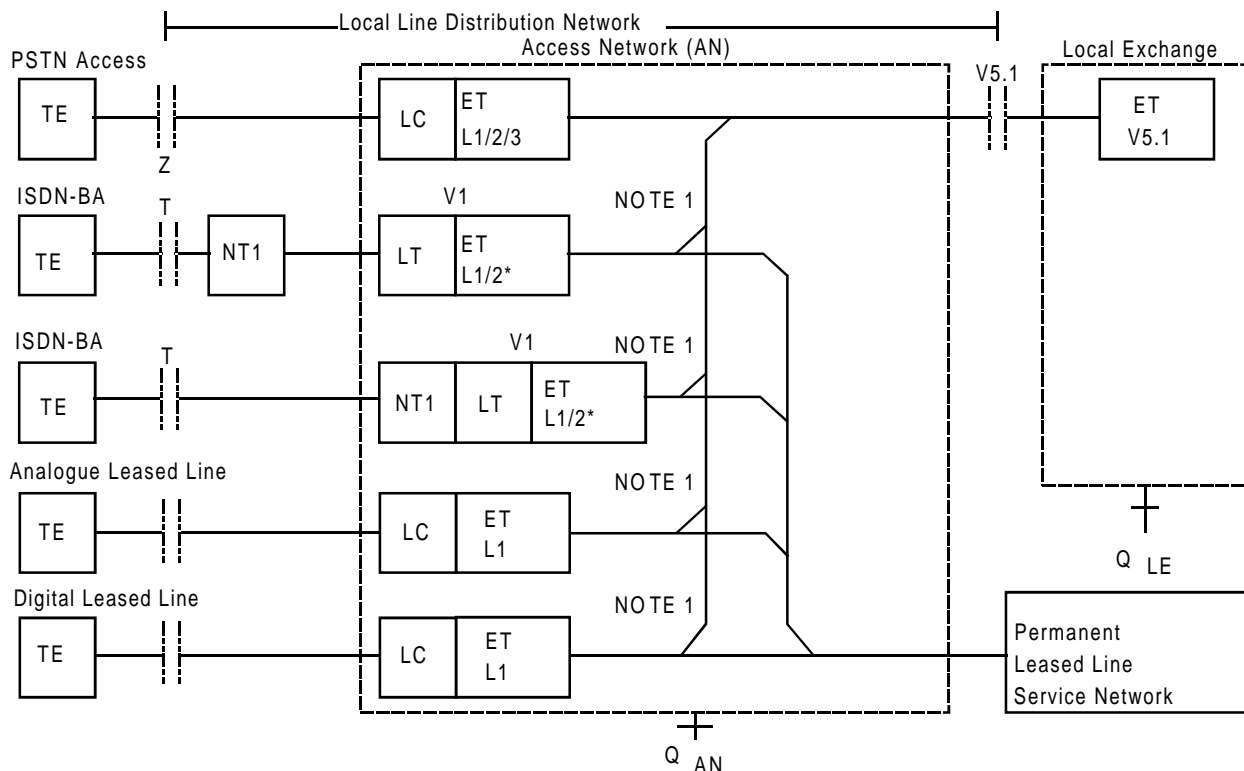 Local Line Distribution Network
Access Network (AN)
Local Exchange
PSTN Access
V5.1
TE
LC
ET
L1/2/3
ET
V5.1
Z
ISDN-BA
T
V1
NOTE 1
TE
NT1
LT
ET
L1/2*
ISDN-BA
T
V1
NOTE 1
TE
NT1
LT
ET
L1/2*
Analogue Leased Line
NOTE 1
TE
LC
ET
L1
Q LE
Digital Leased Line
NOTE 1
TE
LC
ET
L1
Permanent
Leased Line
Service Network
Q AN